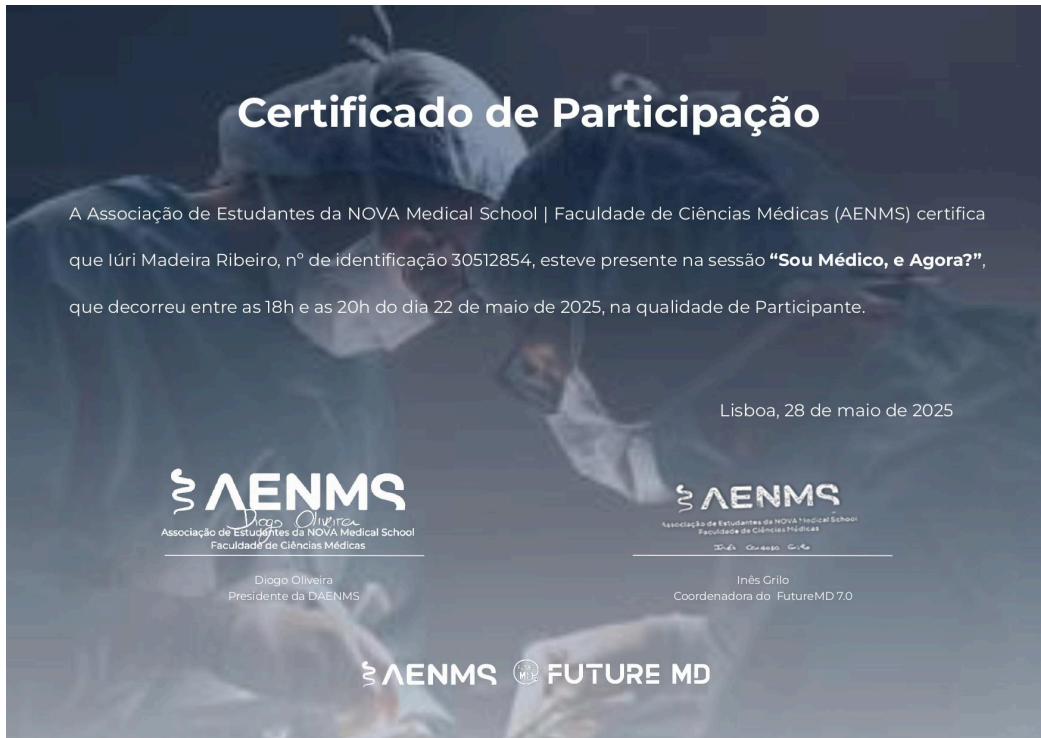 Certificado de Participação
A Associação de Estudantes da NOVA Medical School | Faculdade de Ciências Médicas (AENMS) certifica
que Iúri Madeira Ribeiro, nº de identificação 30512854, esteve presente na sessão “Sou Médico, e Agora?”,
que decorreu entre as 18h e as 20h do dia 22 de maio de 2025, na qualidade de Participante.
Lisboa, 28 de maio de 2025
AENMS
Diogo Oliveira
Associação de Estudantes da NOVA Medical School
Faculdade de Ciências Médicas
Diogo Oliveira
Presidente da DAENMS
AENMS
Associação de Estudantes da NOVA Medical School
Faculdade de Ciências Médicas
Inês Cardoso Grilo
Inês Grilo
Coordenadora do FutureMD 7.0
AENMS FUTURE MD